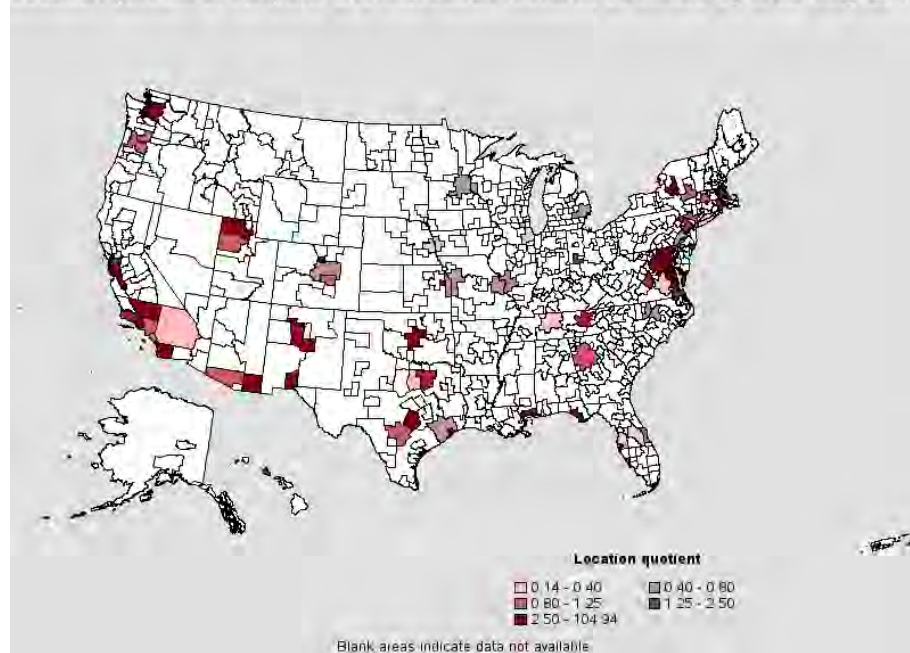 Location quotient
0.14 - 0.40
0.40 - 0.80
0.80 - 1.25
1.25 - 2.50
2.50 - 104.94
Blank areas indicate data not available